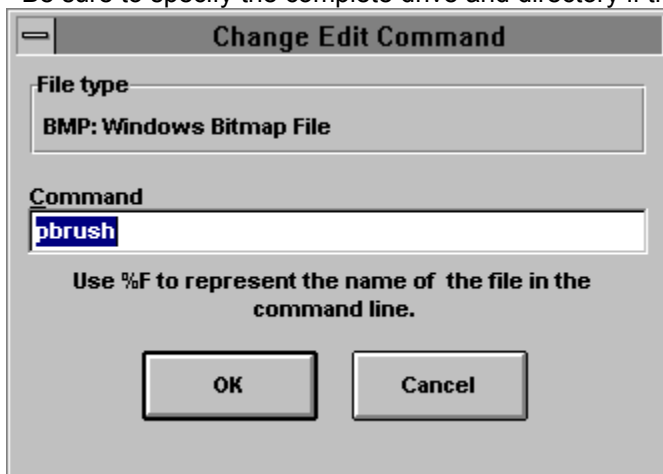 Be sure to specify the complete drive and directory if
Change Edit Command
File type
BMP: Windows Bitmap File
Command
pbrush
Use %F to represent the name of the file in the
command line.
OK
Cancel